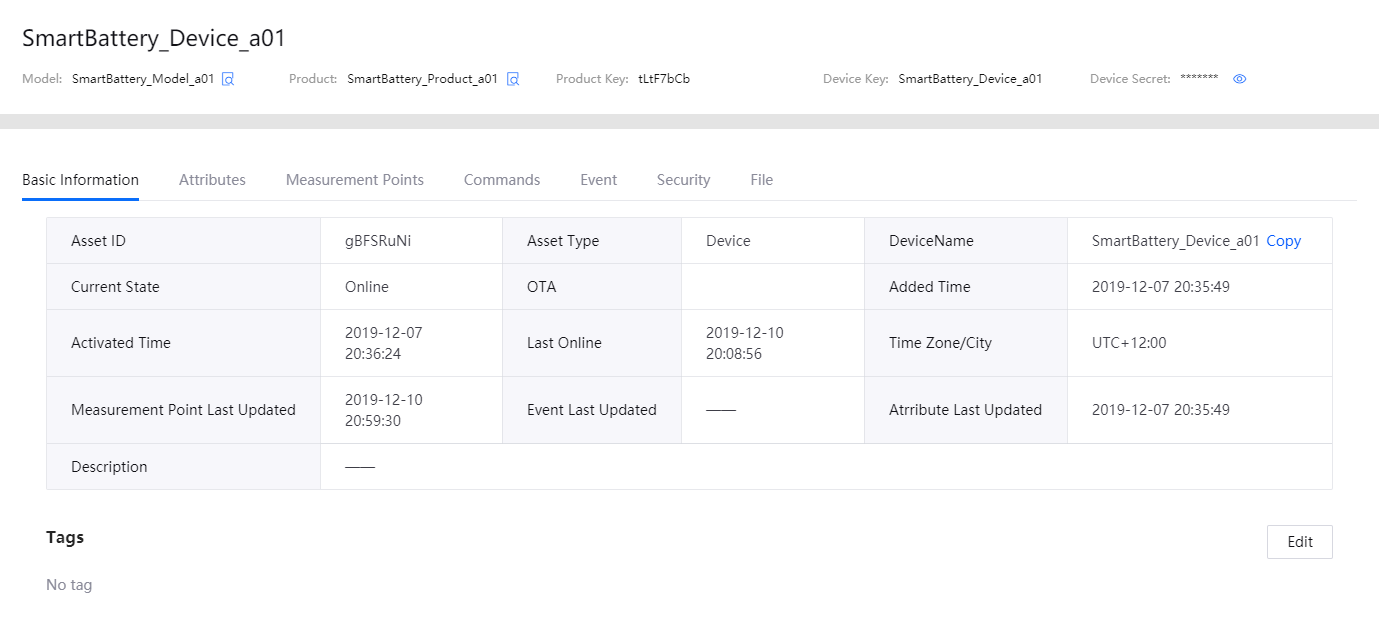 SmartBattery_Device_a01
Model: SmartBattery_Model_a01 Product: SmartBattery_Product_a01 Product Key: tLtF7bCb Device Key: SmartBattery_Device_a01 Device Secret: *******
Basic Information Attributes Measurement Points Commands Event Security File
Asset ID gBFSRuNi Asset Type Device DeviceName SmartBattery_Device_a01 Copy
Current State Online OTA Added Time 2019-12-07 20:35:49
Activated Time 2019-12-07 20:36:24 Last Online 2019-12-10 20:08:56 Time Zone/City UTC+12:00
Measurement Point Last Updated 2019-12-10 20:59:30 Event Last Updated —— Atrribute Last Updated 2019-12-07 20:35:49
Description ——
Tags Edit
No tag